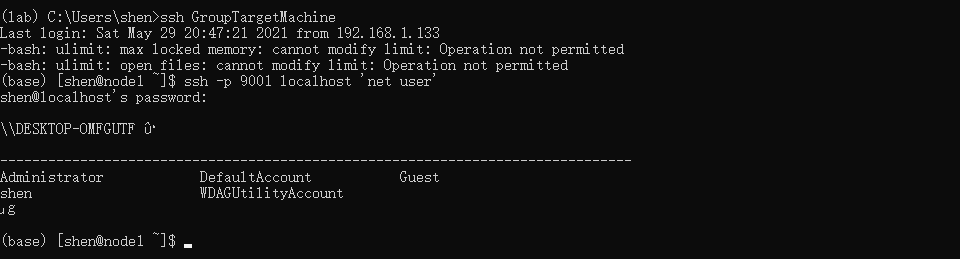 (lab) C:\Users\shen>ssh GroupTargetMachine
Last login: Sat May 29 20:47:21 2021 from 192.168.1.133
-bash: ulimit: max locked memory: cannot modify limit: Operation not permitted
-bash: ulimit: open files: cannot modify limit: Operation not permitted
(base) [shen@node1 ~]$ ssh -p 9001 localhost 'net user'
shen@localhost's password:
\\DESKTOP-OMFGUTF
-------------------------------------------------------------------------------
Administrator            DefaultAccount           Guest
shen                     WDAGUtilityAccount
(base) [shen@node1 ~]$